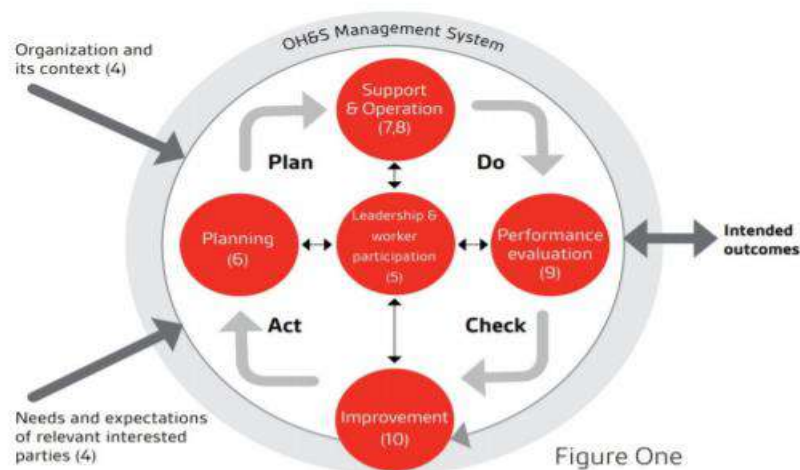 OH&S Management System
Organization and
its context (4)
Support
& Operation
(7,8)
Plan
Do
Planning
(6)
Leadership &
worker
participation
(5)
Performance
evaluation
(9)
Intended
outcomes
Act
Check
Improvement
(10)
Needs and expectations
of relevant interested
parties (4)
Figure One